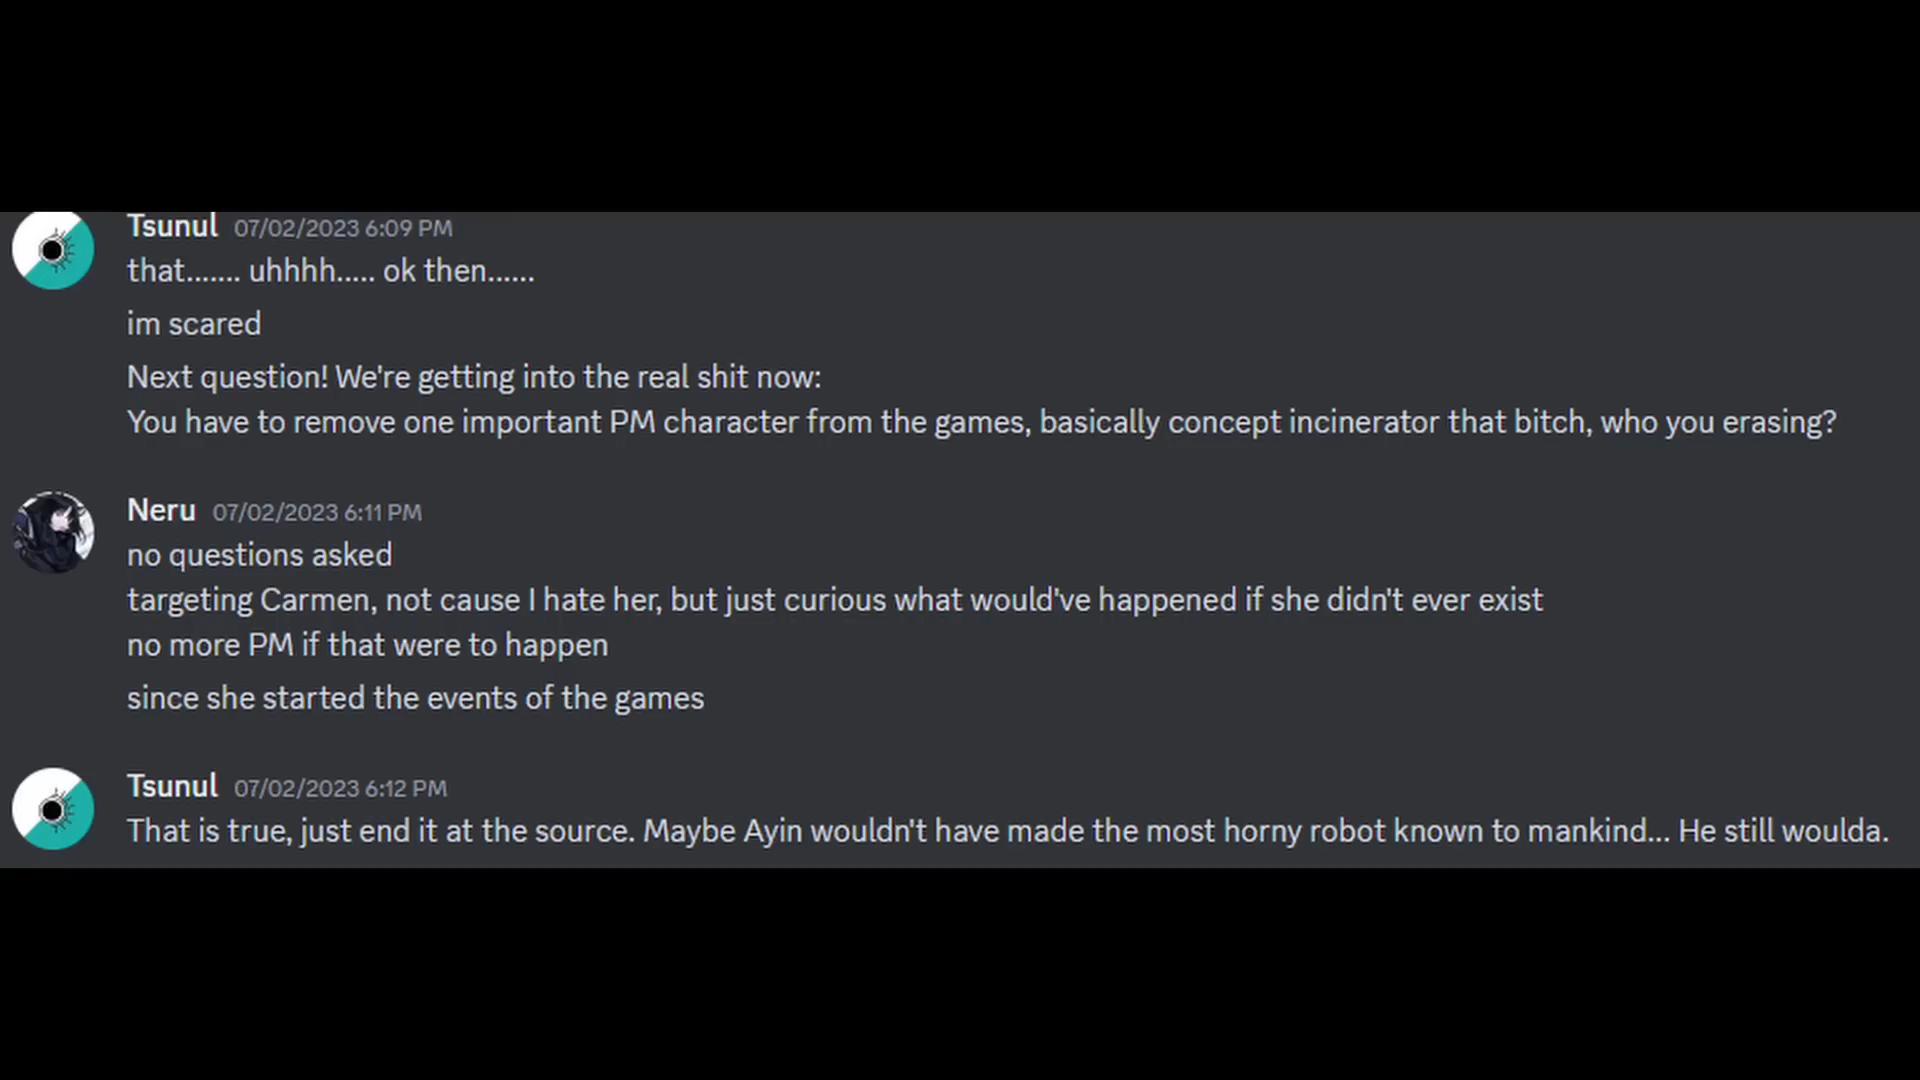 Tsunul 07/02/2023 6:09 PM
that....... uhhhh..... ok then......
im scared
Next question! We're getting into the real shit now:
You have to remove one important PM character from the games, basically concept incinerator that bitch, who you erasing?
Neru 07/02/2023 6:11 PM
no questions asked
targeting Carmen, not cause I hate her, but just curious what would've happened if she didn't ever exist
no more PM if that were to happen
since she started the events of the games
Tsunul 07/02/2023 6:12 PM
That is true, just end it at the source. Maybe Ayin wouldn't have made the most horny robot known to mankind... He still woulda.